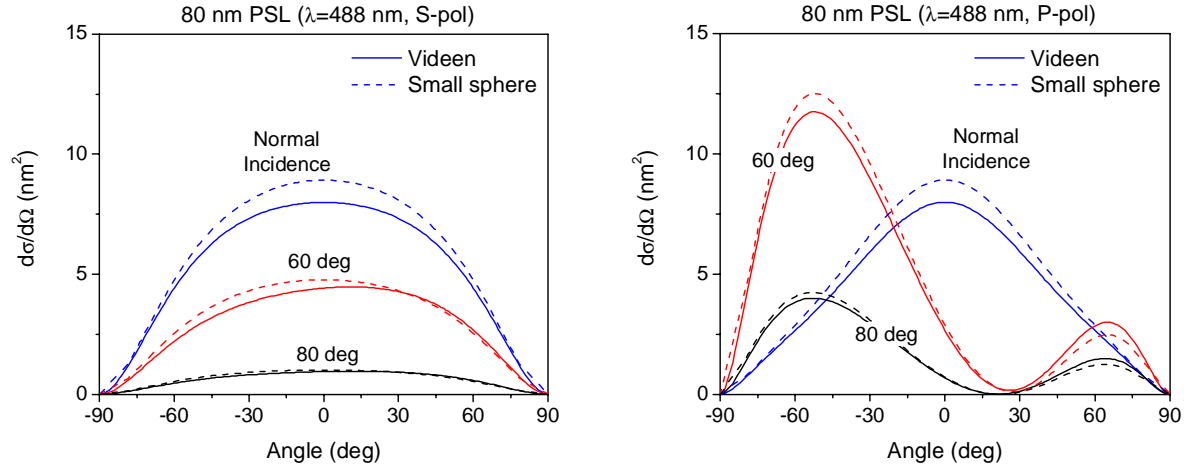 80 nm PSL (λ=488 nm, S-pol)
15
10
5
0
dσ/dΩ (nm²)
Videen
Small sphere
Normal
Incidence
60 deg
80 deg
-90 -60 -30 0 30 60 90
Angle (deg)
80 nm PSL (λ=488 nm, P-pol)
15
10
5
0
dσ/dΩ (nm²)
Videen
Small sphere
Normal
Incidence
60 deg
80 deg
-90 -60 -30 0 30 60 90
Angle (deg)